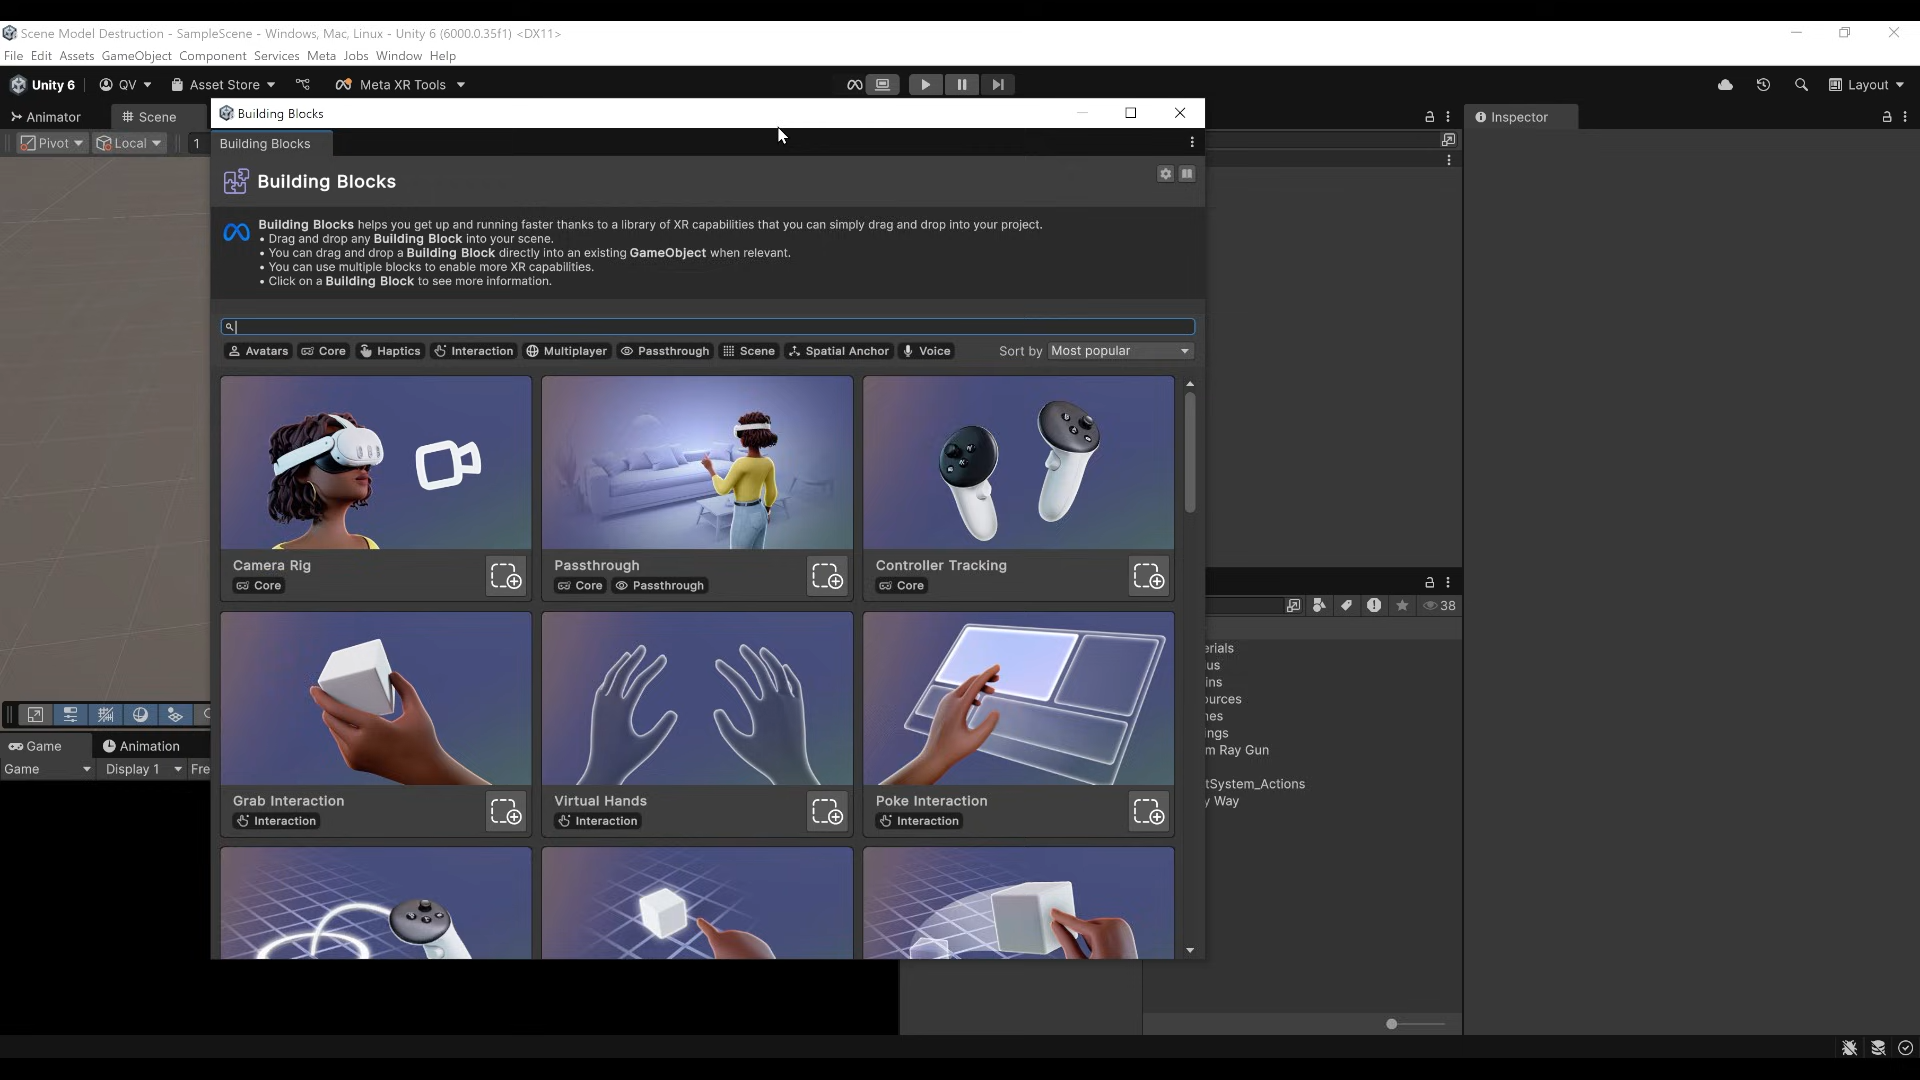 Scene Model Destruction - SampleScene - Windows, Mac, Linux - Unity 6 (6000.0.35f1) <DX11>
File Edit Assets GameObject Component Services Meta Jobs Window Help
Unity 6 QV Asset Store Meta XR Tools Layout
Animator Scene Building Blocks Inspector
Pivot Local 1 Building Blocks
Building Blocks
Building Blocks helps you get up and running faster thanks to a library of XR capabilities that you can simply drag and drop into your project.
• Drag and drop any Building Block into your scene.
• You can drag and drop a Building Block directly into an existing GameObject when relevant.
• You can use multiple blocks to enable more XR capabilities.
• Click on a Building Block to see more information.
Avatars Core Haptics Interaction Multiplayer Passthrough Scene Spatial Anchor Voice Sort by Most popular
Camera Rig Passthrough Controller Tracking
Core Core Passthrough Core
38
erials
ins
ources
nes
ings
Game Animation m Ray Gun
Game Display 1 Fre
tSystem_Actions
Grab Interaction Virtual Hands Poke Interaction y Way
Interaction Interaction Interaction